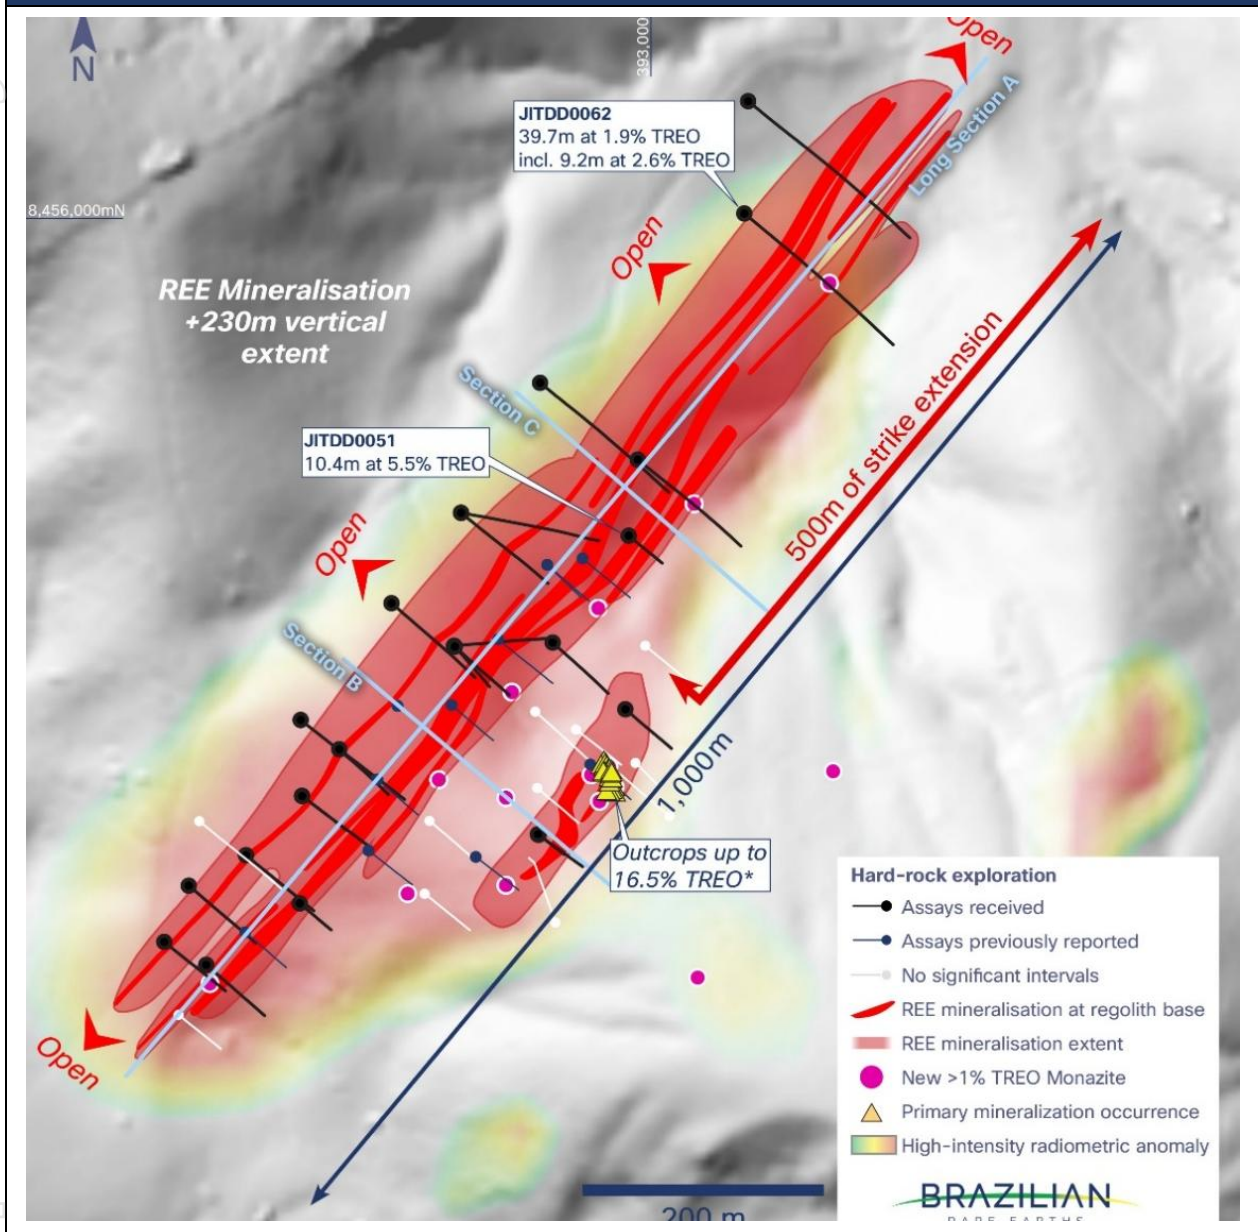 N
393,000
Open
Long Section A
JITDD0062
39.7m at 1.9% TREO
incl. 9.2m at 2.6% TREO
8,456,000mN
Open
REE Mineralisation
+230m vertical
extent
Section C
500m of strike extension
JITDD0051
10.4m at 5.5% TREO
Open
Section B
1,000m
Outcrops up to
16.5% TREO*
Open
Hard-rock exploration
Assays received
Assays previously reported
No significant intervals
REE mineralisation at regolith base
REE mineralisation extent
New >1% TREO Monazite
Primary mineralization occurrence
High-intensity radiometric anomaly
BRAZILIAN
RARE EARTHS
200 m